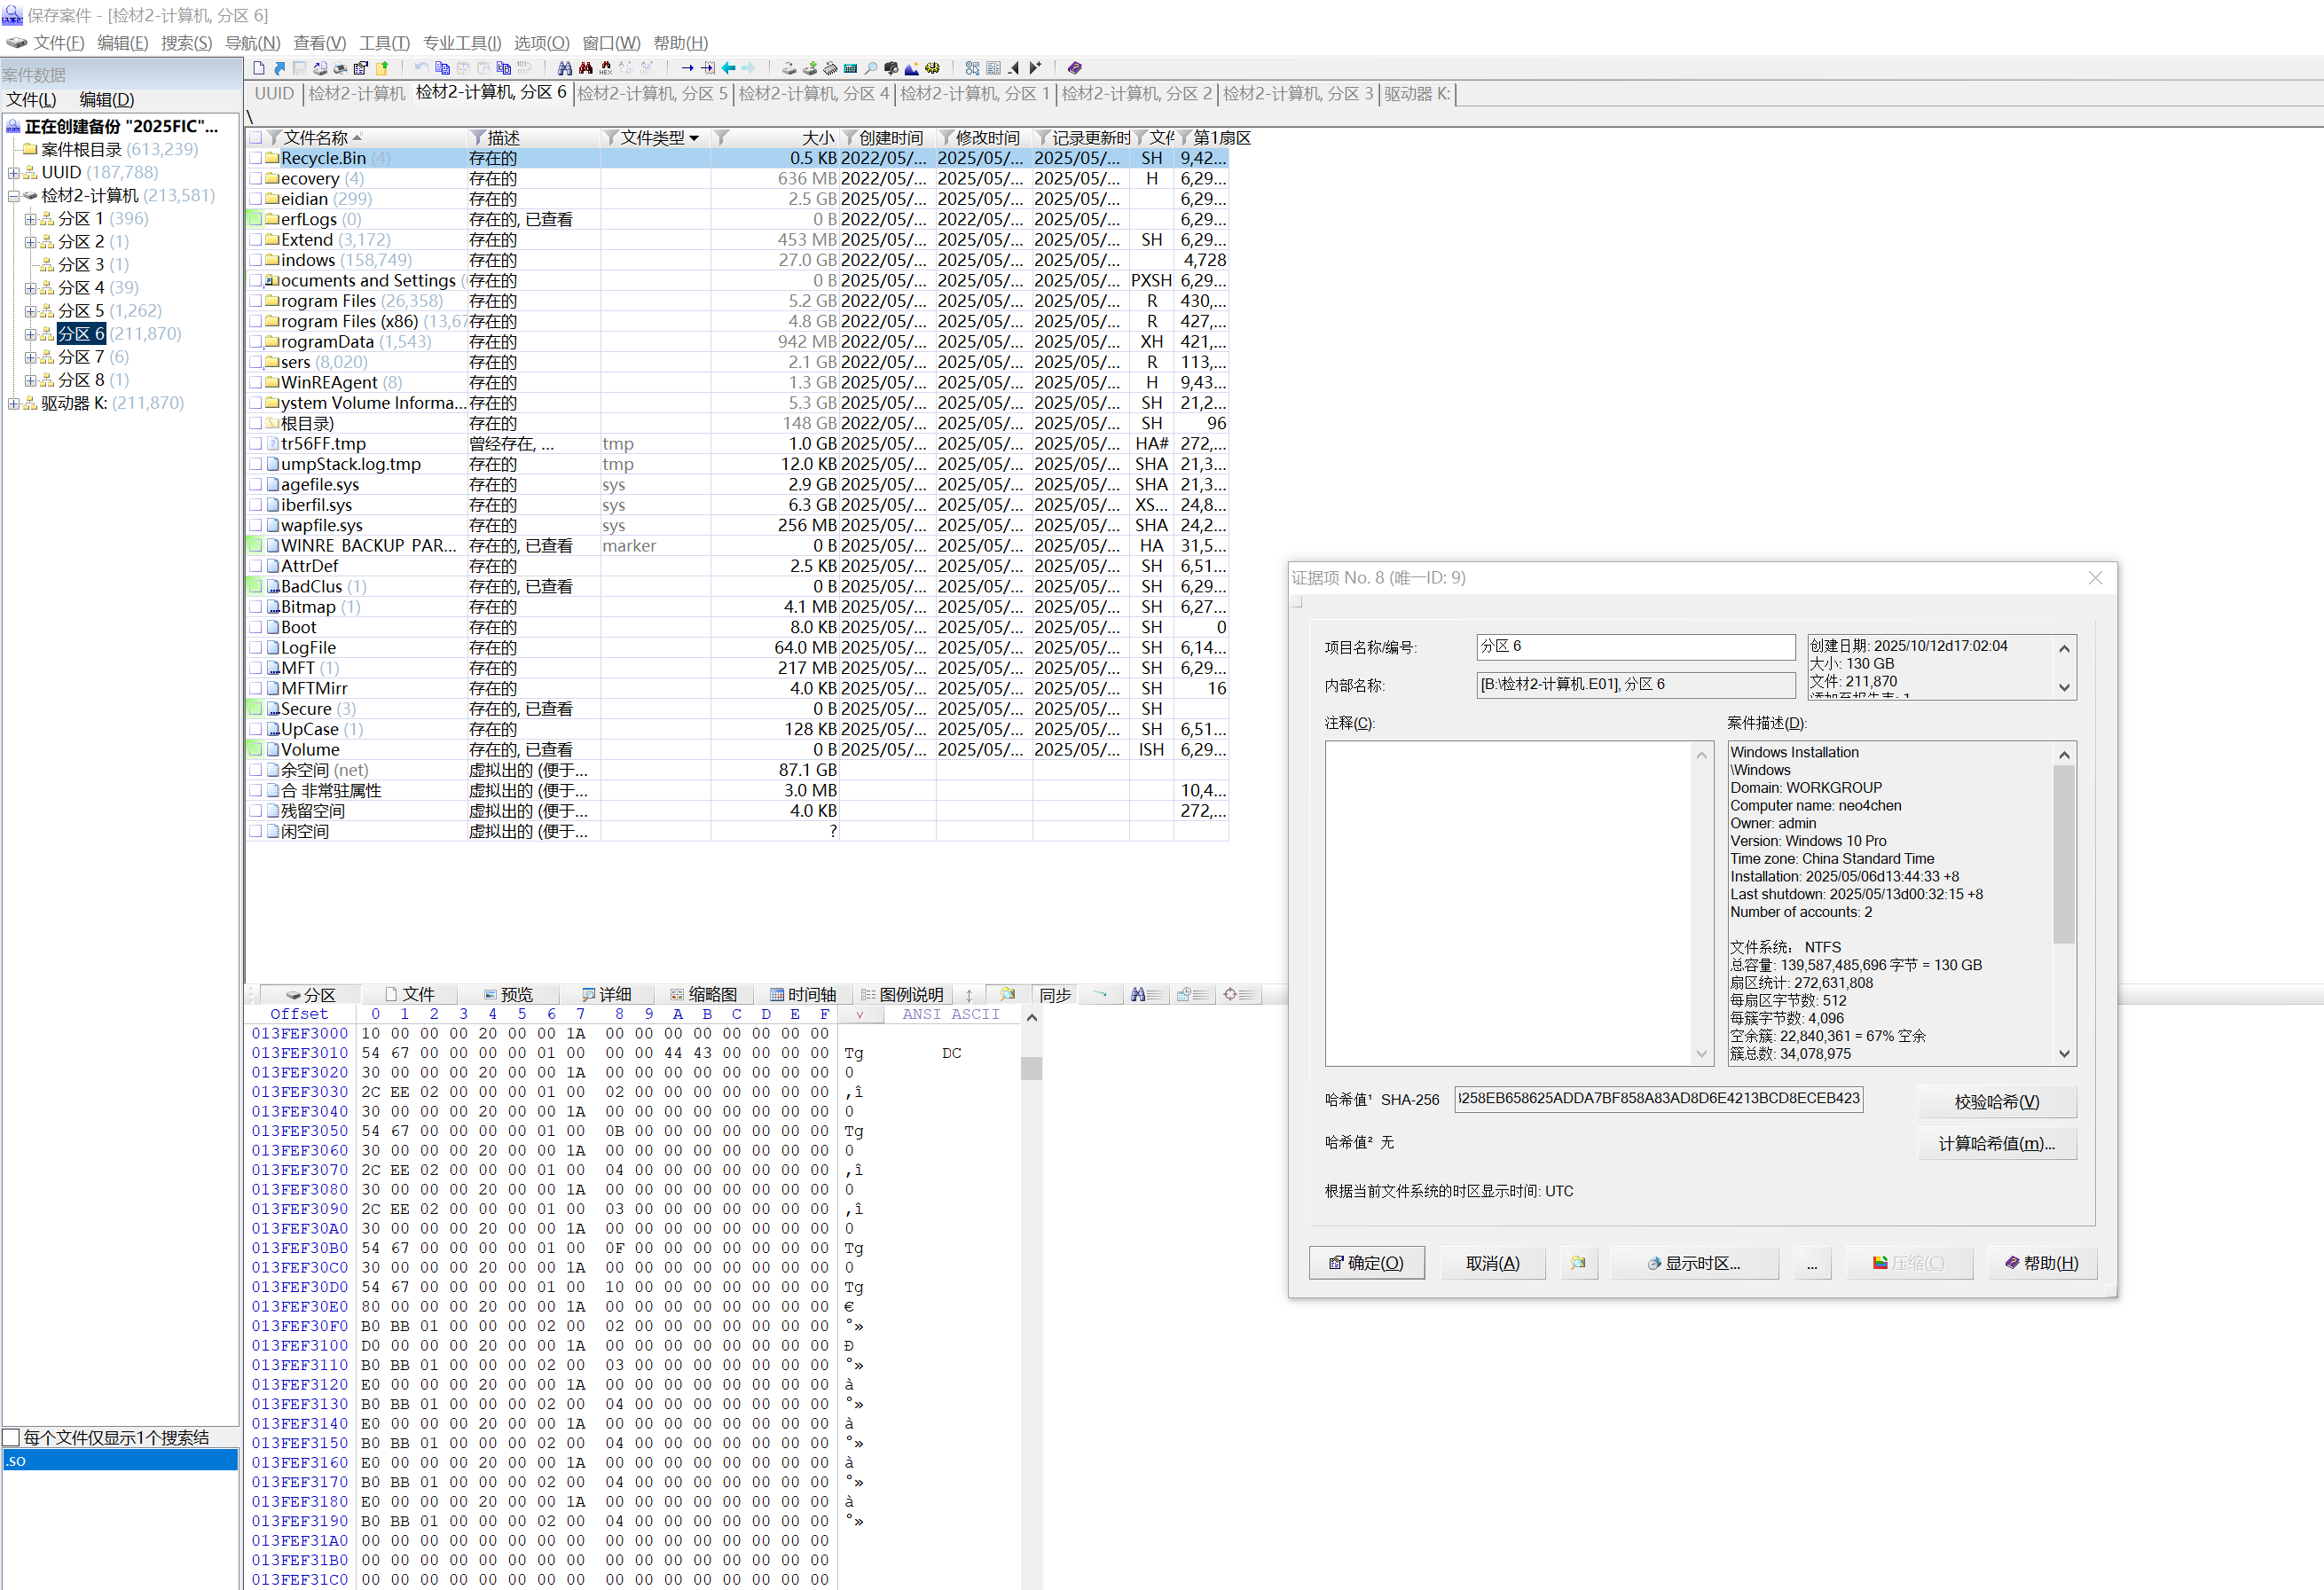 保存案件 - [检材2-计算机, 分区 6]
文件(F) 编辑(E) 搜索(S) 导航(N) 查看(V) 工具(T) 专业工具(I) 选项(O) 窗口(W) 帮助(H)
案件数据
文件(L) 编辑(D)
正在创建备份 "2025FIC"...
案件根目录 (613,239)
UUID (187,788)
检材2-计算机 (213,581)
分区 1 (396)
分区 2 (1)
分区 3 (1)
分区 4 (39)
分区 5 (1,262)
分区 6 (211,870)
分区 7 (6)
分区 8 (1)
驱动器 K: (211,870)
每个文件仅显示1个搜索结
.so
UUID 检材2-计算机 检材2-计算机, 分区 6 检材2-计算机, 分区 5 检材2-计算机, 分区 4 检材2-计算机, 分区 1 检材2-计算机, 分区 2 检材2-计算机, 分区 3 驱动器 K:
\
文件名称 描述 文件类型 大小 创建时间 修改时间 记录更新时 文件 第1扇区
Recycle.Bin (4) 存在的 0.5 KB 2022/05/... 2025/05/... 2025/05/... SH 9,42...
ecovery (4) 存在的 636 MB 2022/05/... 2025/05/... 2025/05/... H 6,29...
eidian (299) 存在的 2.5 GB 2025/05/... 2025/05/... 2025/05/... 6,29...
erfLogs (0) 存在的, 已查看 0 B 2022/05/... 2022/05/... 2025/05/... 6,29...
Extend (3,172) 存在的 453 MB 2025/05/... 2025/05/... 2025/05/... SH 6,29...
indows (158,749) 存在的 27.0 GB 2022/05/... 2025/05/... 2025/05/... 4,728
ocuments and Settings ( 存在的 0 B 2025/05/... 2025/05/... 2025/05/... PXSH 6,29...
rogram Files (26,358) 存在的 5.2 GB 2022/05/... 2025/05/... 2025/05/... R 430,...
rogram Files (x86) (13,67 存在的 4.8 GB 2022/05/... 2025/05/... 2025/05/... R 427,...
rogramData (1,543) 存在的 942 MB 2022/05/... 2025/05/... 2025/05/... XH 421,...
sers (8,020) 存在的 2.1 GB 2022/05/... 2025/05/... 2025/05/... R 113,...
WinREAgent (8) 存在的 1.3 GB 2025/05/... 2025/05/... 2025/05/... H 9,43...
ystem Volume Informa... 存在的 5.3 GB 2025/05/... 2025/05/... 2025/05/... SH 21,2...
根目录) 存在的 148 GB 2022/05/... 2025/05/... 2025/05/... SH 96
tr56FF.tmp 曾经存在, ... tmp 1.0 GB 2025/05/... 2025/05/... 2025/05/... HA# 272,...
umpStack.log.tmp 存在的 tmp 12.0 KB 2025/05/... 2025/05/... 2025/05/... SHA 21,3...
agefile.sys 存在的 sys 2.9 GB 2025/05/... 2025/05/... 2025/05/... SHA 21,3...
iberfil.sys 存在的 sys 6.3 GB 2025/05/... 2025/05/... 2025/05/... XS... 24,8...
wapfile.sys 存在的 sys 256 MB 2025/05/... 2025/05/... 2025/05/... SHA 24,2...
WINRE BACKUP PAR... 存在的, 已查看 marker 0 B 2025/05/... 2025/05/... 2025/05/... HA 31,5...
AttrDef 存在的 2.5 KB 2025/05/... 2025/05/... 2025/05/... SH 6,51...
BadClus (1) 存在的, 已查看 0 B 2025/05/... 2025/05/... 2025/05/... SH 6,29...
Bitmap (1) 存在的 4.1 MB 2025/05/... 2025/05/... 2025/05/... SH 6,27...
Boot 存在的 8.0 KB 2025/05/... 2025/05/... 2025/05/... SH 0
LogFile 存在的 64.0 MB 2025/05/... 2025/05/... 2025/05/... SH 6,14...
MFT (1) 存在的 217 MB 2025/05/... 2025/05/... 2025/05/... SH 6,29...
MFTMirr 存在的 4.0 KB 2025/05/... 2025/05/... 2025/05/... SH 16
Secure (3) 存在的, 已查看 0 B 2025/05/... 2025/05/... 2025/05/... SH
UpCase (1) 存在的 128 KB 2025/05/... 2025/05/... 2025/05/... SH 6,51...
Volume 存在的, 已查看 0 B 2025/05/... 2025/05/... 2025/05/... ISH 6,29...
余空间 (net) 虚拟出的 (便于... 87.1 GB
合 非常驻属性 虚拟出的 (便于... 3.0 MB 10,4...
残留空间 虚拟出的 (便于... 4.0 KB 272,...
闲空间 虚拟出的 (便于... ?
分区 文件 预览 详细 缩略图 时间轴 图例说明 同步
Offset 0 1 2 3 4 5 6 7 8 9 A B C D E F ANSI ASCII
013FEF3000 10 00 00 00 20 00 00 1A 00 00 00 00 00 00 00 00
013FEF3010 54 67 00 00 00 00 01 00 00 00 44 43 00 00 00 00 Tg DC
013FEF3020 30 00 00 00 20 00 00 1A 00 00 00 00 00 00 00 00 0
013FEF3030 2C EE 02 00 00 00 01 00 02 00 00 00 00 00 00 00 ,î
013FEF3040 30 00 00 00 20 00 00 1A 00 00 00 00 00 00 00 00 0
013FEF3050 54 67 00 00 00 00 01 00 0B 00 00 00 00 00 00 00 Tg
013FEF3060 30 00 00 00 20 00 00 1A 00 00 00 00 00 00 00 00 0
013FEF3070 2C EE 02 00 00 00 01 00 04 00 00 00 00 00 00 00 ,î
013FEF3080 30 00 00 00 20 00 00 1A 00 00 00 00 00 00 00 00 0
013FEF3090 2C EE 02 00 00 00 01 00 03 00 00 00 00 00 00 00 ,î
013FEF30A0 30 00 00 00 20 00 00 1A 00 00 00 00 00 00 00 00 0
013FEF30B0 54 67 00 00 00 00 01 00 0F 00 00 00 00 00 00 00 Tg
013FEF30C0 30 00 00 00 20 00 00 1A 00 00 00 00 00 00 00 00 0
013FEF30D0 54 67 00 00 00 00 01 00 10 00 00 00 00 00 00 00 Tg
013FEF30E0 80 00 00 00 20 00 00 1A 00 00 00 00 00 00 00 00 €
013FEF30F0 B0 BB 01 00 00 00 02 00 02 00 00 00 00 00 00 00 °»
013FEF3100 D0 00 00 00 20 00 00 1A 00 00 00 00 00 00 00 00 Ð
013FEF3110 B0 BB 01 00 00 00 02 00 03 00 00 00 00 00 00 00 °»
013FEF3120 E0 00 00 00 20 00 00 1A 00 00 00 00 00 00 00 00 à
013FEF3130 B0 BB 01 00 00 00 02 00 04 00 00 00 00 00 00 00 °»
013FEF3140 E0 00 00 00 20 00 00 1A 00 00 00 00 00 00 00 00 à
013FEF3150 B0 BB 01 00 00 00 02 00 04 00 00 00 00 00 00 00 °»
013FEF3160 E0 00 00 00 20 00 00 1A 00 00 00 00 00 00 00 00 à
013FEF3170 B0 BB 01 00 00 00 02 00 04 00 00 00 00 00 00 00 °»
013FEF3180 E0 00 00 00 20 00 00 1A 00 00 00 00 00 00 00 00 à
013FEF3190 B0 BB 01 00 00 00 02 00 04 00 00 00 00 00 00 00 °»
013FEF31A0 00 00 00 00 00 00 00 00 00 00 00 00 00 00 00 00
013FEF31B0 00 00 00 00 00 00 00 00 00 00 00 00 00 00 00 00
013FEF31C0 00 00 00 00 00 00 00 00 00 00 00 00 00 00 00 00
证据项 No. 8 (唯一ID: 9)
项目名称/编号: 分区 6
内部名称: [B:\检材2-计算机.E01], 分区 6
创建日期: 2025/10/12d17:02:04
大小: 130 GB
文件: 211,870
注释(C):
案件描述(D):
Windows Installation
\Windows
Domain: WORKGROUP
Computer name: neo4chen
Owner: admin
Version: Windows 10 Pro
Time zone: China Standard Time
Installation: 2025/05/06d13:44:33 +8
Last shutdown: 2025/05/13d00:32:15 +8
Number of accounts: 2
文件系统: NTFS
总容量: 139,587,485,696 字节 = 130 GB
扇区统计: 272,631,808
每扇区字节数: 512
每簇字节数: 4,096
空余簇: 22,840,361 = 67% 空余
簇总数: 34,078,975
哈希值¹ SHA-256 3258EB658625ADDA7BF858A83AD8D6E4213BCD8ECEB423
校验哈希(V)
哈希值² 无
计算哈希值(m)...
根据当前文件系统的时区显示时间: UTC
确定(O) 取消(A) 显示时区... ... 压缩(C) 帮助(H)